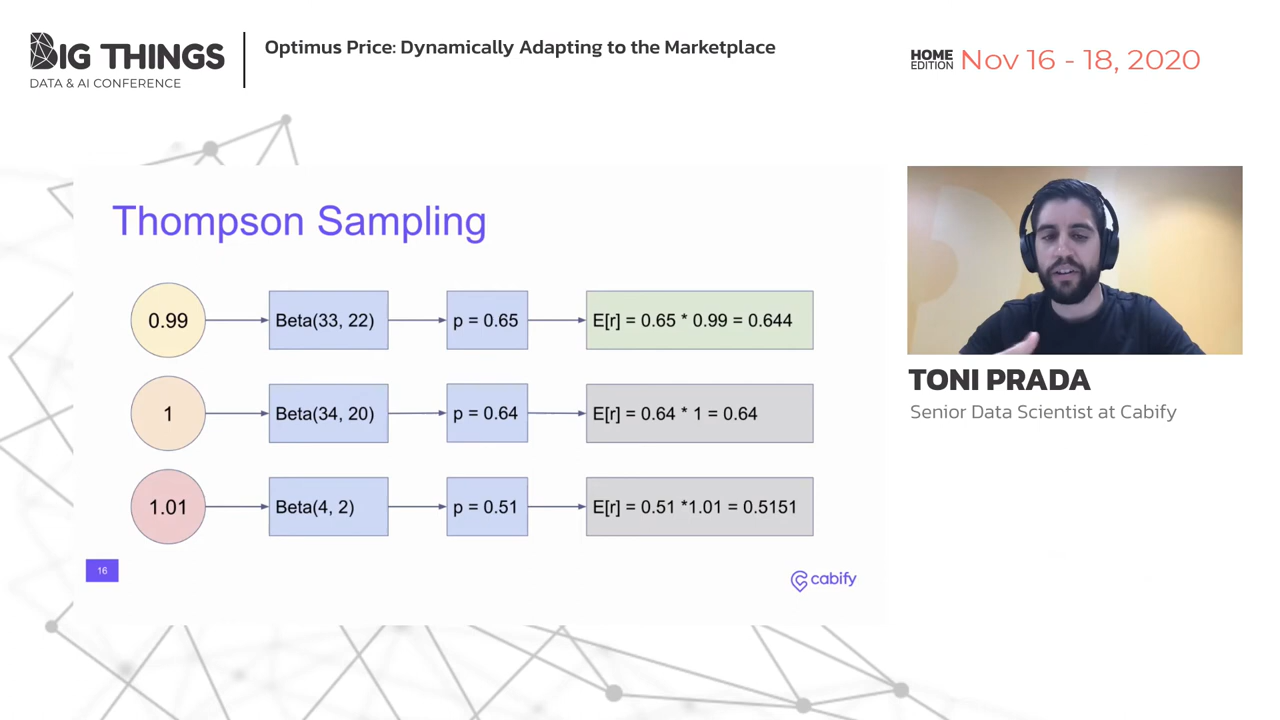 BIG THINGS
DATA & AI CONFERENCE
Optimus Price: Dynamically Adapting to the Marketplace
HOME
EDITION
Nov 16 - 18, 2020
Thompson Sampling
0.99
Beta(33, 22)
p = 0.65
E[r] = 0.65 * 0.99 = 0.644
1
Beta(34, 20)
p = 0.64
E[r] = 0.64 * 1 = 0.64
1.01
Beta(4, 2)
p = 0.51
E[r] = 0.51 *1.01 = 0.5151
16
cabify
TONI PRADA
Senior Data Scientist at Cabify